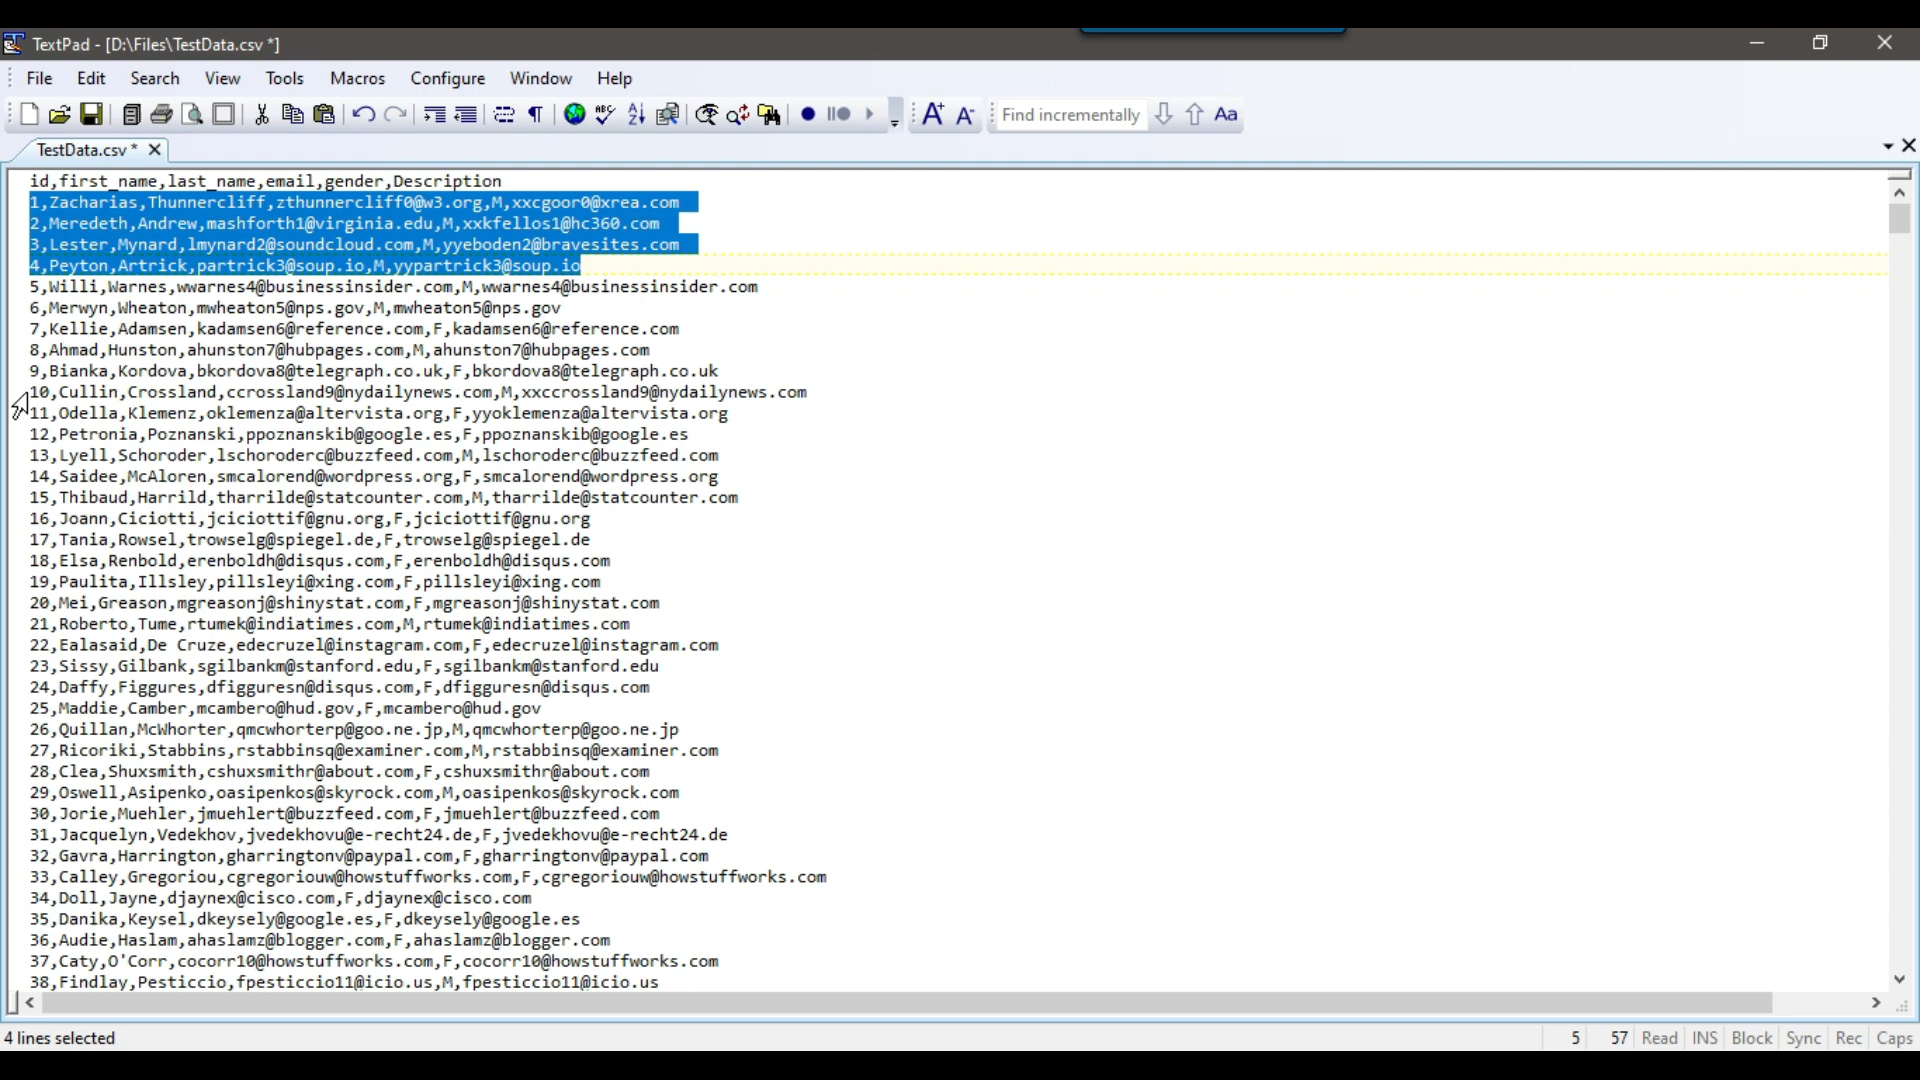 TextPad - [D:\Files\TestData.csv *]
File Edit Search View Tools Macros Configure Window Help
Find incrementally Aa
TestData.csv *
id,first_name,last_name,email,gender,Description
1,Zacharias,Thunnercliff,zthunnercliff0@w3.org,M,xxcgoor0@xrea.com
2,Meredeth,Andrew,mashforth1@virginia.edu,M,xxkfellos1@hc360.com
3,Lester,Mynard,lmynard2@soundcloud.com,M,yyeboden2@bravesites.com
4,Peyton,Artrick,partrick3@soup.io,M,yypartrick3@soup.io
5,Willi,Warnes,wwarnes4@businessinsider.com,M,wwarnes4@businessinsider.com
6,Merwyn,Wheaton,mwheaton5@nps.gov,M,mwheaton5@nps.gov
7,Kellie,Adamsen,kadamsen6@reference.com,F,kadamsen6@reference.com
8,Ahmad,Hunston,ahunston7@hubpages.com,M,ahunston7@hubpages.com
9,Bianka,Kordova,bkordova8@telegraph.co.uk,F,bkordova8@telegraph.co.uk
10,Cullin,Crossland,ccrossland9@nydailynews.com,M,xxccrossland9@nydailynews.com
11,Odella,Klemenz,oklemenza@altervista.org,F,yyoklemenza@altervista.org
12,Petronia,Poznanski,ppoznanskib@google.es,F,ppoznanskib@google.es
13,Lyell,Schoroder,lschoroderc@buzzfeed.com,M,lschoroderc@buzzfeed.com
14,Saidee,McAloren,smcalorend@wordpress.org,F,smcalorend@wordpress.org
15,Thibaud,Harrild,tharrilde@statcounter.com,M,tharrilde@statcounter.com
16,Joann,Ciciotti,jciciottif@gnu.org,F,jciciottif@gnu.org
17,Tania,Rowsel,trowselg@spiegel.de,F,trowselg@spiegel.de
18,Elsa,Renbold,erenboldh@disqus.com,F,erenboldh@disqus.com
19,Paulita,Illsley,pillsleyi@xing.com,F,pillsleyi@xing.com
20,Mei,Greason,mgreasonj@shinystat.com,F,mgreasonj@shinystat.com
21,Roberto,Tume,rtumek@indiatimes.com,M,rtumek@indiatimes.com
22,Ealasaid,De Cruze,edecruzel@instagram.com,F,edecruzel@instagram.com
23,Sissy,Gilbank,sgilbankm@stanford.edu,F,sgilbankm@stanford.edu
24,Daffy,Figgures,dfigguresn@disqus.com,F,dfigguresn@disqus.com
25,Maddie,Camber,mcambero@hud.gov,F,mcambero@hud.gov
26,Quillan,McWhorter,qmcwhorterp@goo.ne.jp,M,qmcwhorterp@goo.ne.jp
27,Ricoriki,Stabbins,rstabbinsq@examiner.com,M,rstabbinsq@examiner.com
28,Clea,Shuxsmith,cshuxsmithr@about.com,F,cshuxsmithr@about.com
29,Oswell,Asipenko,oasipenkos@skyrock.com,M,oasipenkos@skyrock.com
30,Jorie,Muehler,jmuehlert@buzzfeed.com,F,jmuehlert@buzzfeed.com
31,Jacquelyn,Vedekhov,jvedekhovu@e-recht24.de,F,jvedekhovu@e-recht24.de
32,Gavra,Harrington,gharringtonv@paypal.com,F,gharringtonv@paypal.com
33,Calley,Gregoriou,cgregoriouw@howstuffworks.com,F,cgregoriouw@howstuffworks.com
34,Doll,Jayne,djaynex@cisco.com,F,djaynex@cisco.com
35,Danika,Keysel,dkeysely@google.es,F,dkeysely@google.es
36,Audie,Haslam,ahaslamz@blogger.com,F,ahaslamz@blogger.com
37,Caty,O'Corr,cocorr10@howstuffworks.com,F,cocorr10@howstuffworks.com
38,Findlay,Pesticcio,fpesticcio11@icio.us,M,fpesticcio11@icio.us
4 lines selected 5 57 Read INS Block Sync Rec Caps